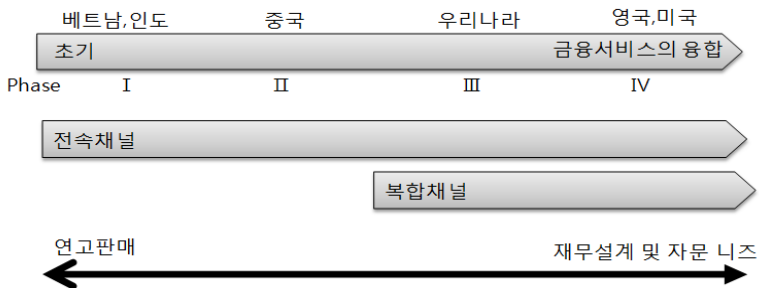 베트남,인도 중국 우리나라 영국,미국
초기 금융서비스의 융합
Phase Ⅰ Ⅱ Ⅲ Ⅳ
전속채널
복합채널
연고판매 재무설계 및 자문 니즈